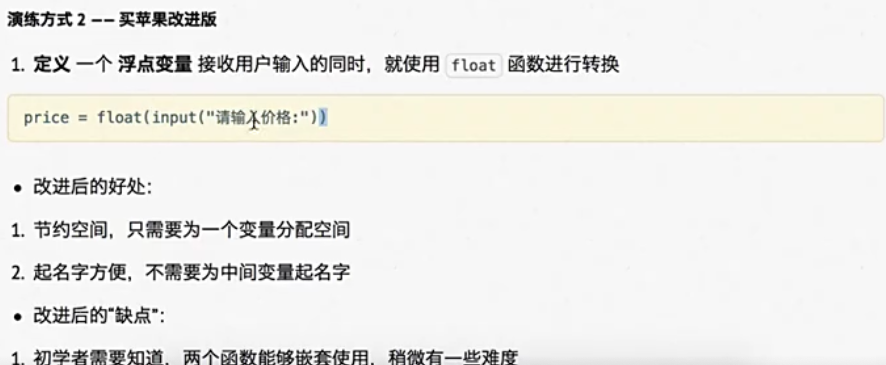 演练方式 2 —— 买苹果改进版
1. 定义 一个 浮点变量 接收用户输入的同时，就使用 float 函数进行转换
price = float(input("请输入价格:"))
• 改进后的好处：
1. 节约空间，只需要为一个变量分配空间
2. 起名字方便，不需要为中间变量起名字
• 改进后的“缺点”：
1. 初学者需要知道，两个函数能够嵌套使用，稍微有一些难度